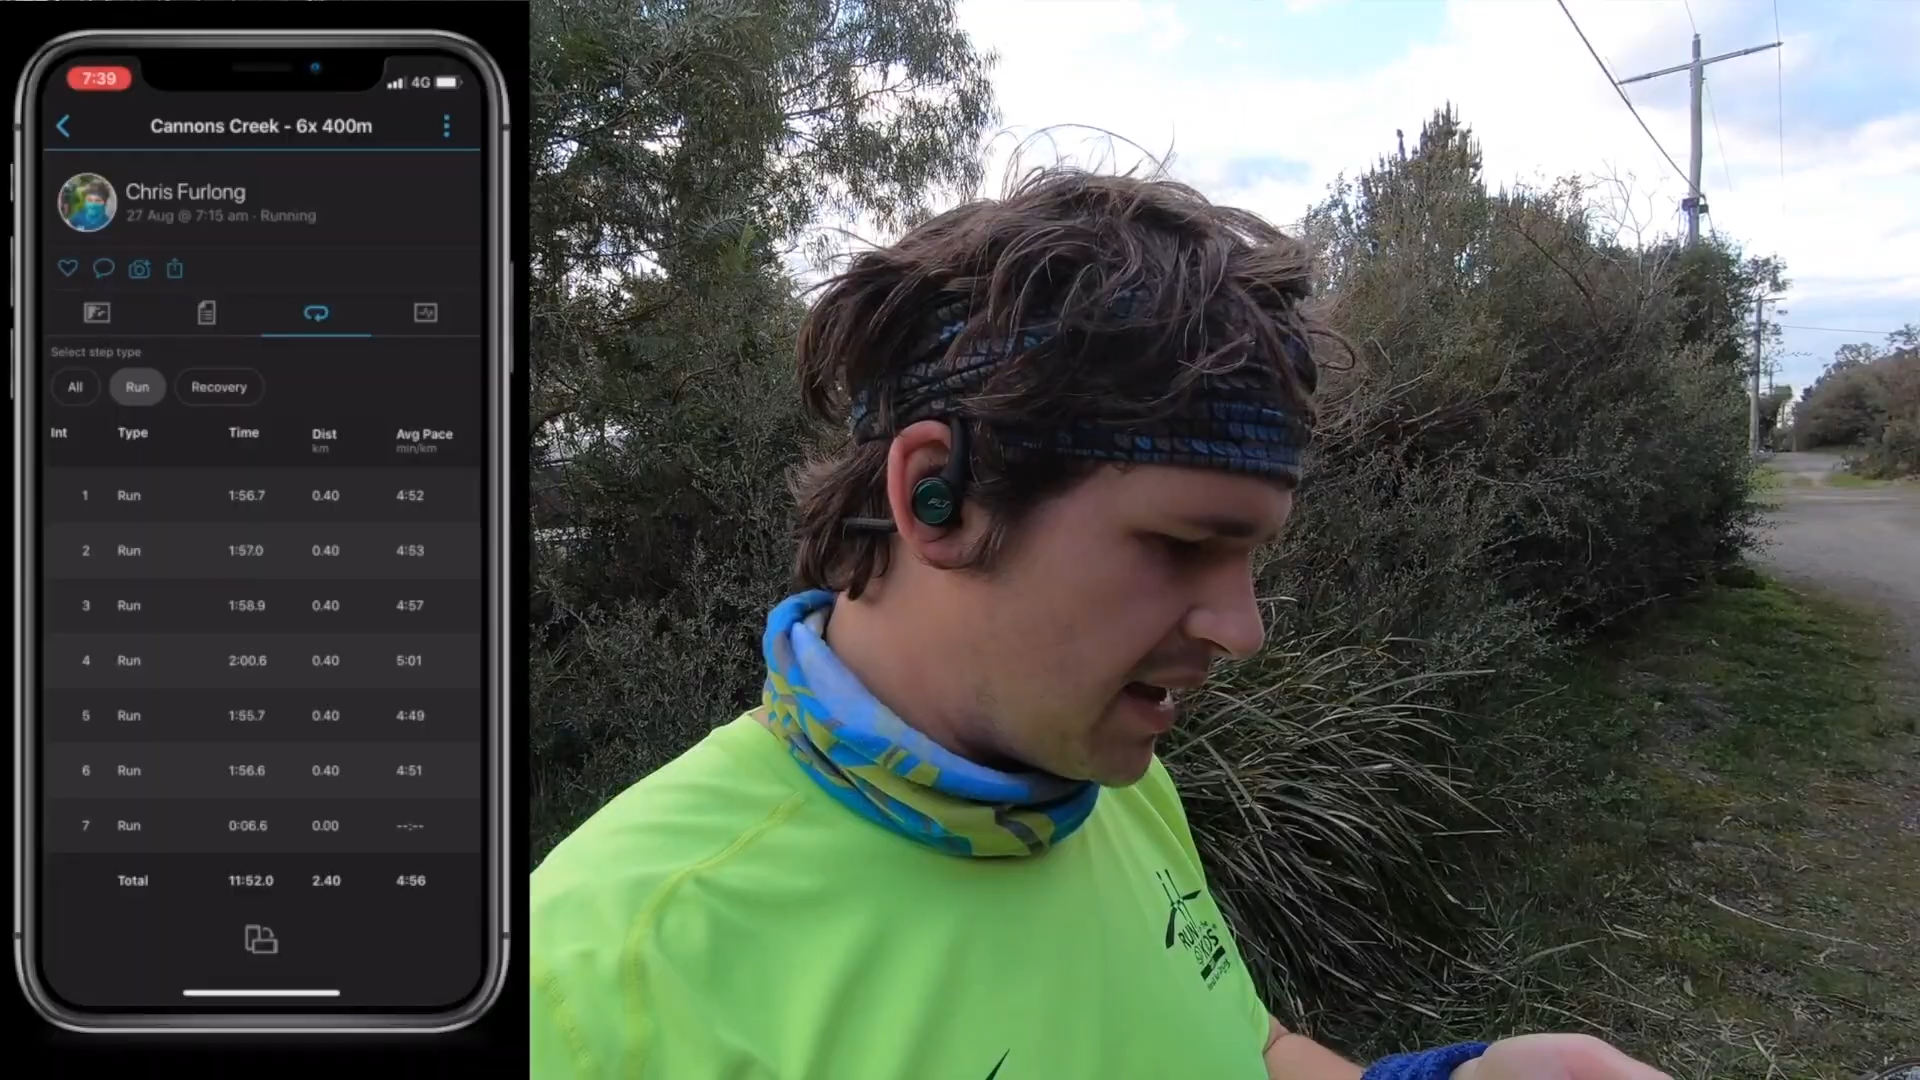 7:39
4G
Cannons Creek - 6x 400m
Chris Furlong
27 Aug @ 7:15 am · Running
Select step type
All Run Recovery
Int Type Time Dist km Avg Pace min/km
1 Run 1:56.7 0.40 4:52
2 Run 1:57.0 0.40 4:53
3 Run 1:58.9 0.40 4:57
4 Run 2:00.6 0.40 5:01
5 Run 1:55.7 0.40 4:49
6 Run 1:56.6 0.40 4:51
7 Run 0:06.6 0.00 --:--
Total 11:52.0 2.40 4:56
RUN